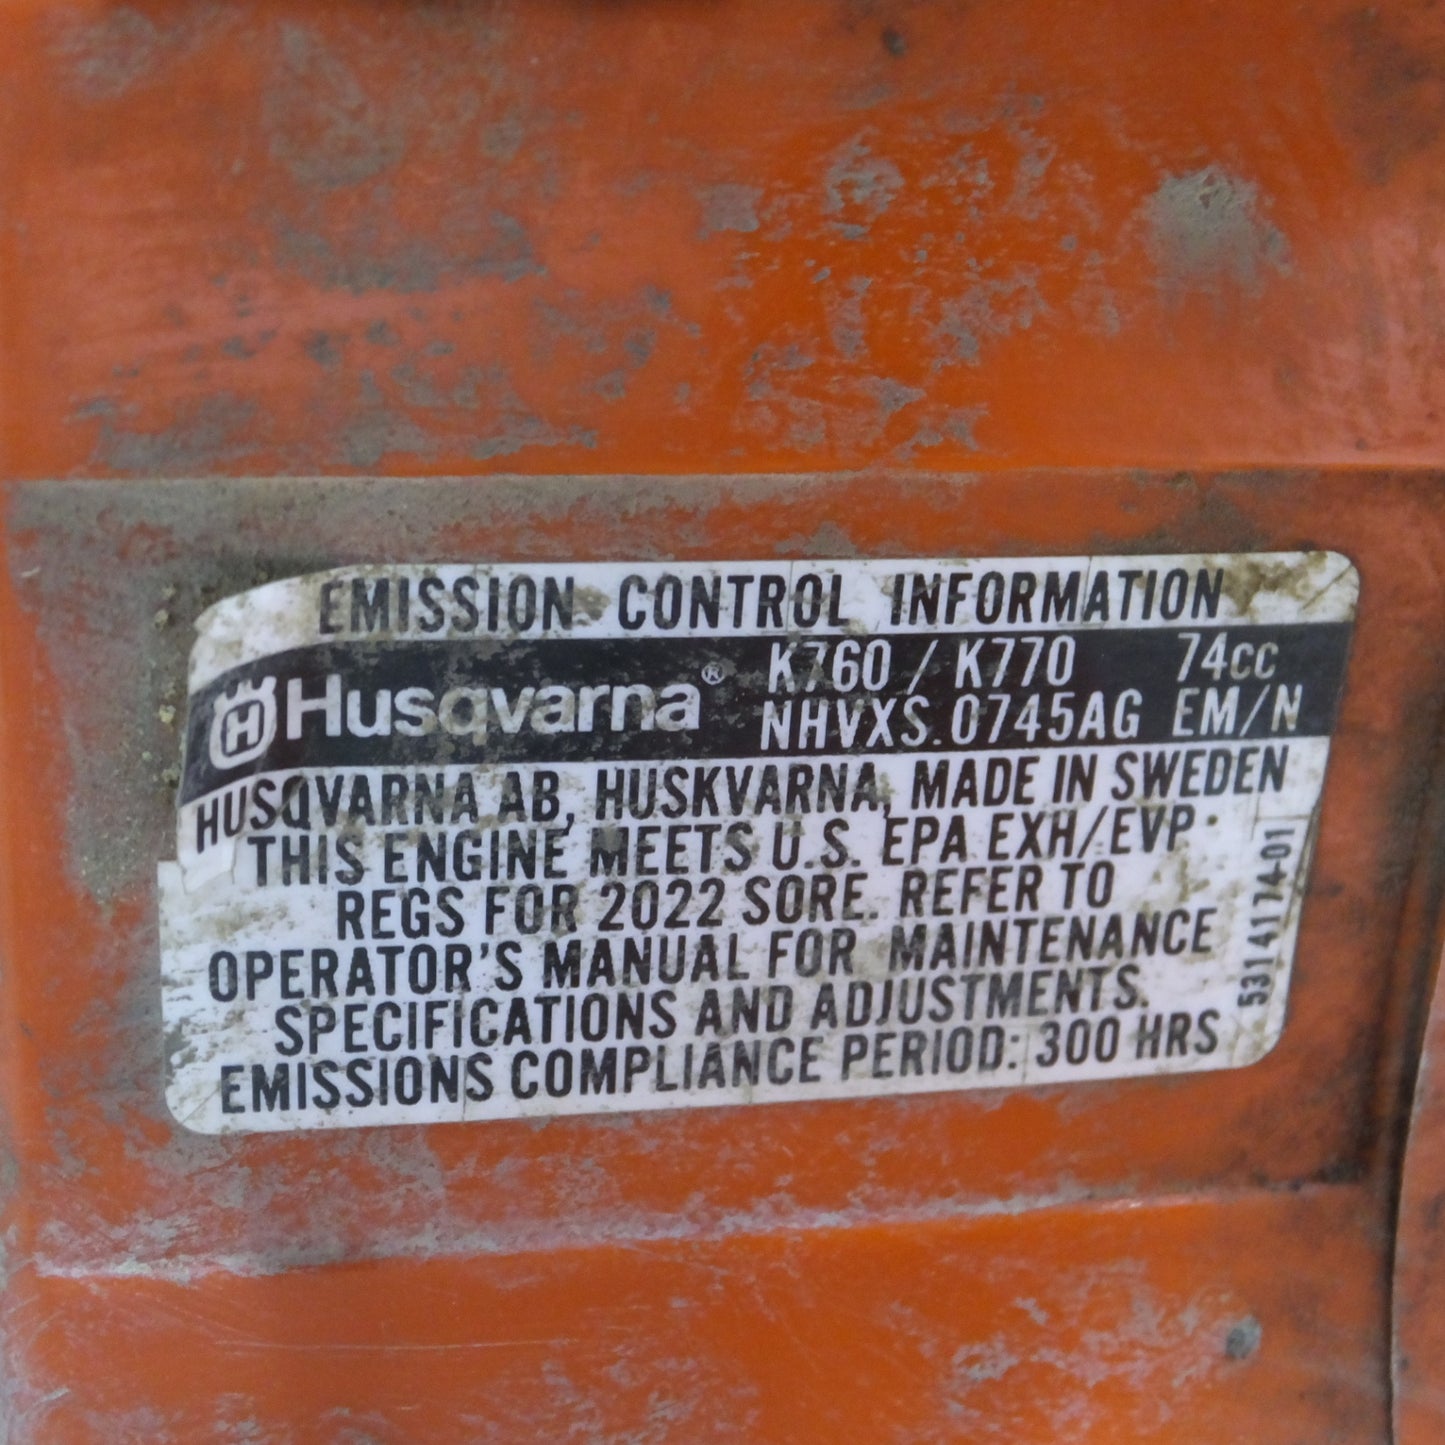 EMISSION CONTROL INFORMATION
Husqvarna® K760 / K770 74cc
NHVXS.0745AG EM/N
HUSQVARNA AB, HUSKVARNA, MADE IN SWEDEN
THIS ENGINE MEETS U.S. EPA EXH/EVP
REGS FOR 2022 SORE. REFER TO
OPERATOR'S MANUAL FOR MAINTENANCE
SPECIFICATIONS AND ADJUSTMENTS.
EMISSIONS COMPLIANCE PERIOD: 300 HRS
5314174-01